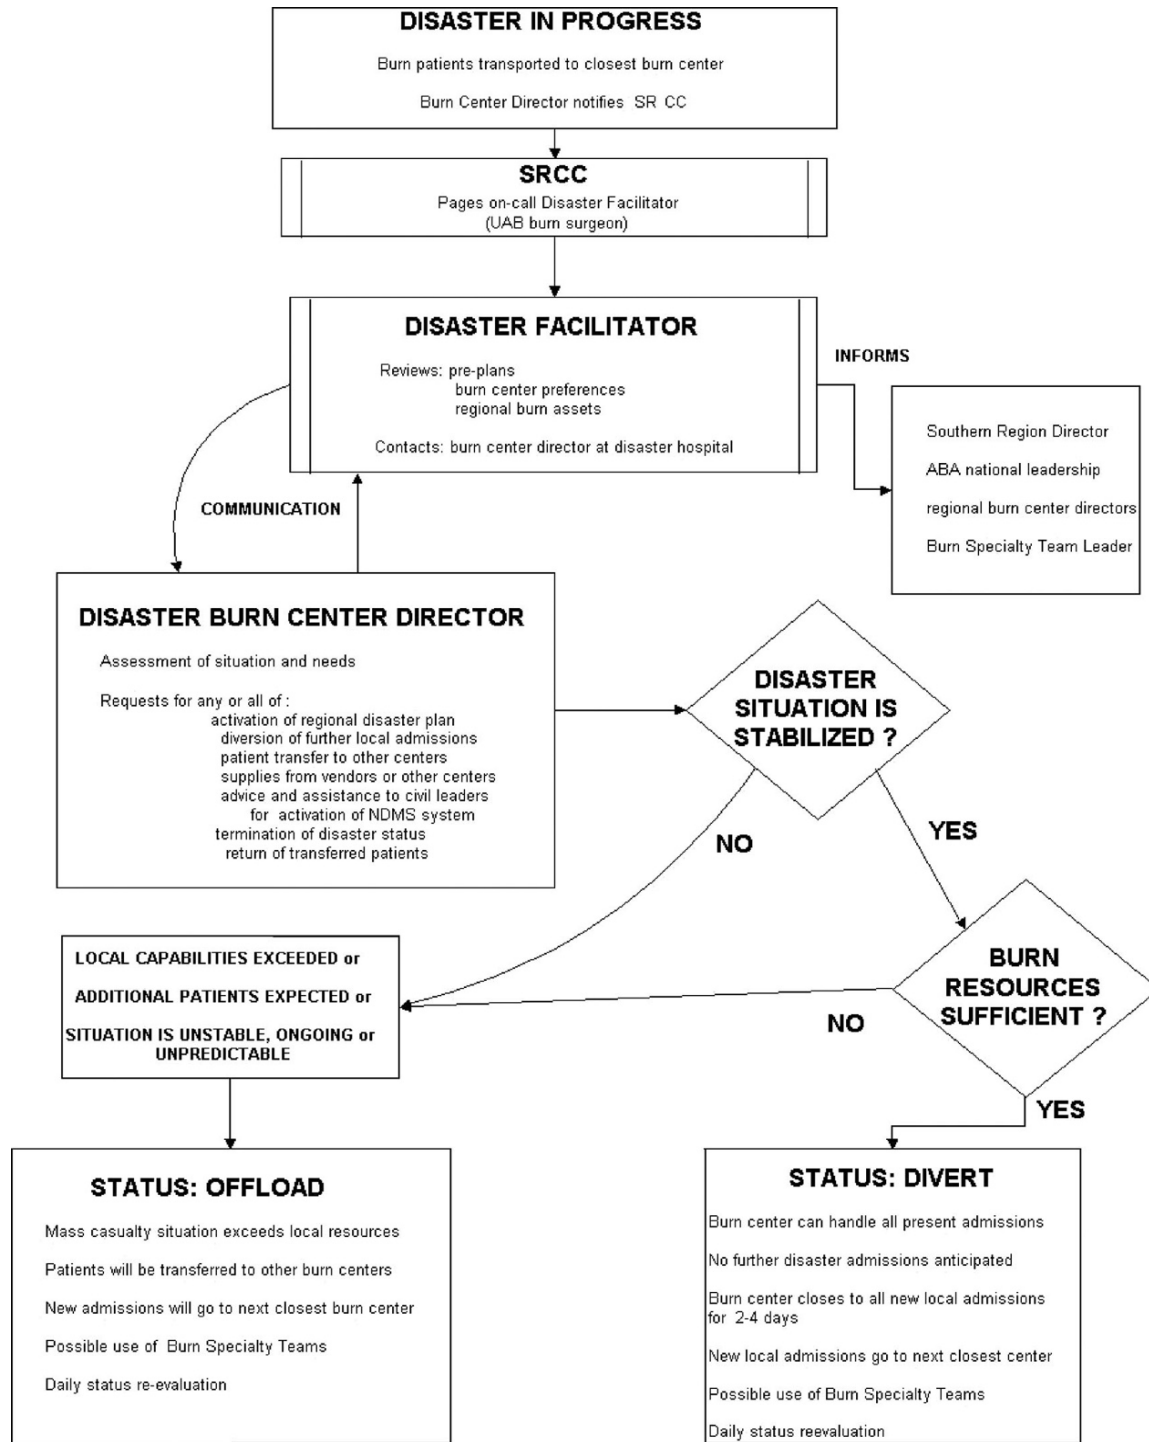 DISASTER IN PROGRESS
Burn patients transported to closest burn center
Burn Center Director notifies SR CC
SRCC
Pages on-call Disaster Facilitator
(UAB burn surgeon)
DISASTER FACILITATOR
Reviews: pre-plans
burn center preferences
regional burn assets
Contacts: burn center director at disaster hospital
INFORMS
Southern Region Director
ABA national leadership
regional burn center directors
Burn Specialty Team Leader
COMMUNICATION
DISASTER BURN CENTER DIRECTOR
Assessment of situation and needs
Requests for any or all of :
activation of regional disaster plan
diversion of further local admissions
patient transfer to other centers
supplies from vendors or other centers
advice and assistance to civil leaders
for activation of NDMS system
termination of disaster status
return of transferred patients
DISASTER
SITUATION IS
STABILIZED ?
NO
YES
BURN
RESOURCES
SUFFICIENT ?
NO
YES
LOCAL CAPABILITIES EXCEEDED or
ADDITIONAL PATIENTS EXPECTED or
SITUATION IS UNSTABLE, ONGOING or
UNPREDICTABLE
STATUS: OFFLOAD
Mass casualty situation exceeds local resources
Patients will be transferred to other burn centers
New admissions will go to next closest burn center
Possible use of Burn Specialty Teams
Daily status re-evaluation
STATUS: DIVERT
Burn center can handle all present admissions
No further disaster admissions anticipated
Burn center closes to all new local admissions
for 2-4 days
New local admissions go to next closest center
Possible use of Burn Specialty Teams
Daily status reevaluation